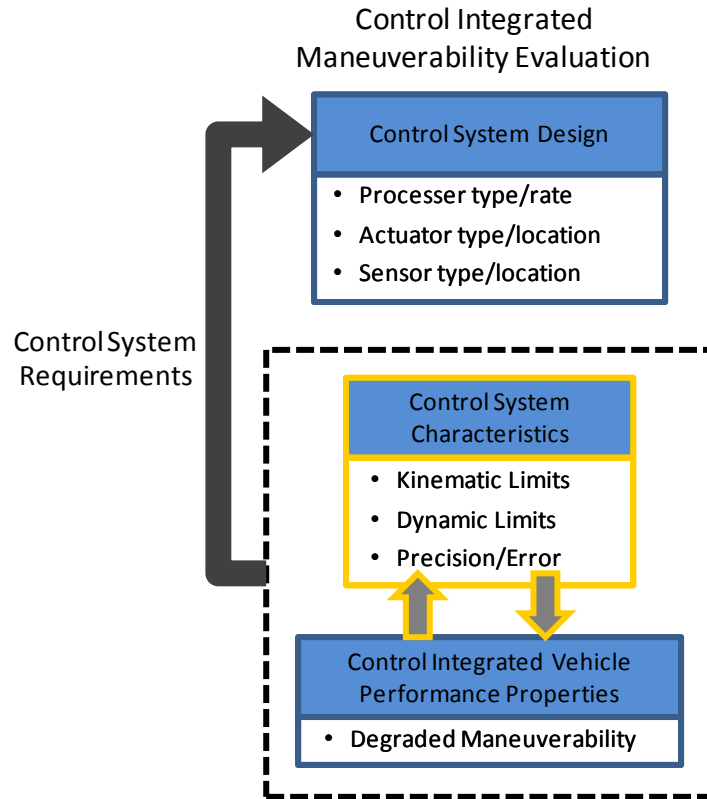 Control Integrated
Maneuverability Evaluation
Control System Design
• Processer type/rate
• Actuator type/location
• Sensor type/location
Control System
Requirements
Control System
Characteristics
• Kinematic Limits
• Dynamic Limits
• Precision/Error
Control Integrated Vehicle
Performance Properties
• Degraded Maneuverability